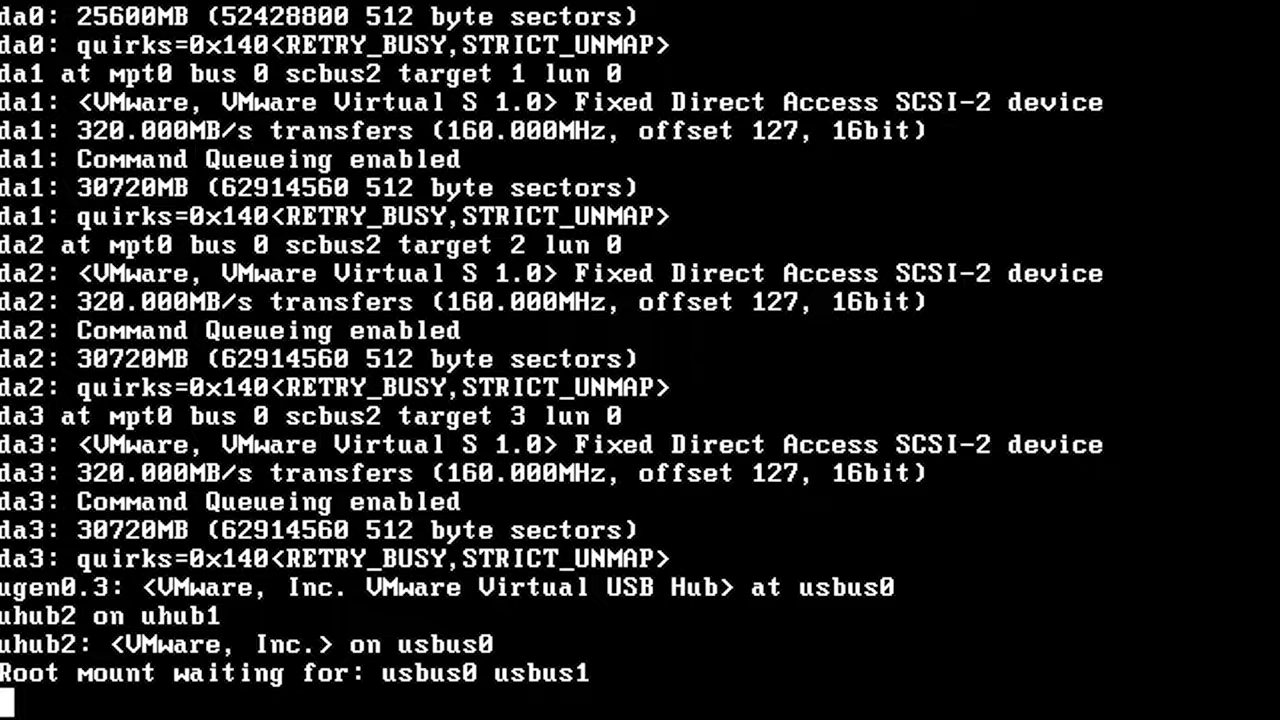 da0: 25600MB (52428800 512 byte sectors)
da0: quirks=0x140<RETRY_BUSY,STRICT_UNMAP>
da1 at mpt0 bus 0 scbus2 target 1 lun 0
da1: <VMware, VMware Virtual S 1.0> Fixed Direct Access SCSI-2 device
da1: 320.000MB/s transfers (160.000MHz, offset 127, 16bit)
da1: Command Queueing enabled
da1: 30720MB (62914560 512 byte sectors)
da1: quirks=0x140<RETRY_BUSY,STRICT_UNMAP>
da2 at mpt0 bus 0 scbus2 target 2 lun 0
da2: <VMware, VMware Virtual S 1.0> Fixed Direct Access SCSI-2 device
da2: 320.000MB/s transfers (160.000MHz, offset 127, 16bit)
da2: Command Queueing enabled
da2: 30720MB (62914560 512 byte sectors)
da2: quirks=0x140<RETRY_BUSY,STRICT_UNMAP>
da3 at mpt0 bus 0 scbus2 target 3 lun 0
da3: <VMware, VMware Virtual S 1.0> Fixed Direct Access SCSI-2 device
da3: 320.000MB/s transfers (160.000MHz, offset 127, 16bit)
da3: Command Queueing enabled
da3: 30720MB (62914560 512 byte sectors)
da3: quirks=0x140<RETRY_BUSY,STRICT_UNMAP>
ugen0.3: <VMware, Inc. VMware Virtual USB Hub> at usbus0
uhub2 on uhub1
uhub2: <VMware, Inc.> on usbus0
Root mount waiting for: usbus0 usbus1